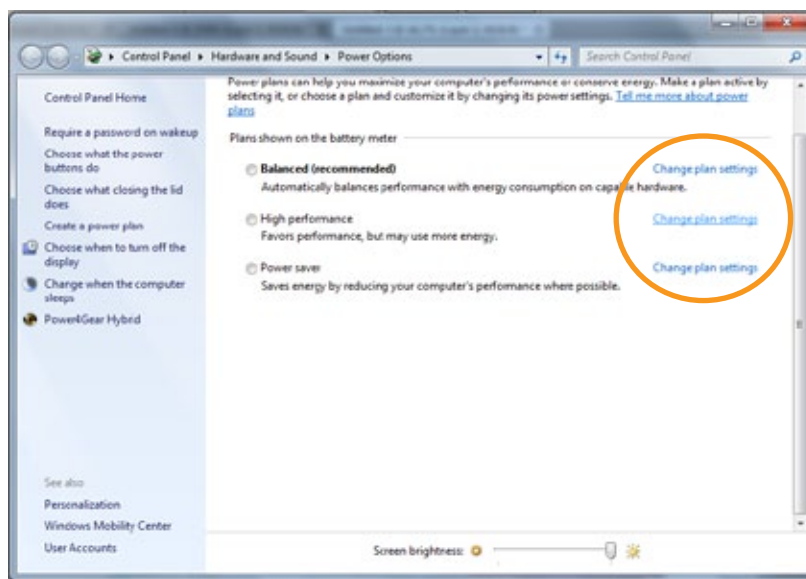 Control Panel ▸ Hardware and Sound ▸ Power Options
Search Control Panel
Control Panel Home
Require a password on wakeup
Choose what the power
buttons do
Choose what closing the lid
does
Create a power plan
Choose when to turn off the
display
Change when the computer
sleeps
Power4Gear Hybrid
See also
Personalization
Windows Mobility Center
User Accounts
Power plans can help you maximize your computer's performance or conserve energy. Make a plan active by
selecting it, or choose a plan and customize it by changing its power settings. Tell me more about power
plans
Plans shown on the battery meter
Balanced (recommended)
Change plan settings
Automatically balances performance with energy consumption on capable hardware.
High performance
Change plan settings
Favors performance, but may use more energy.
Power saver
Change plan settings
Saves energy by reducing your computer's performance where possible.
Screen brightness: